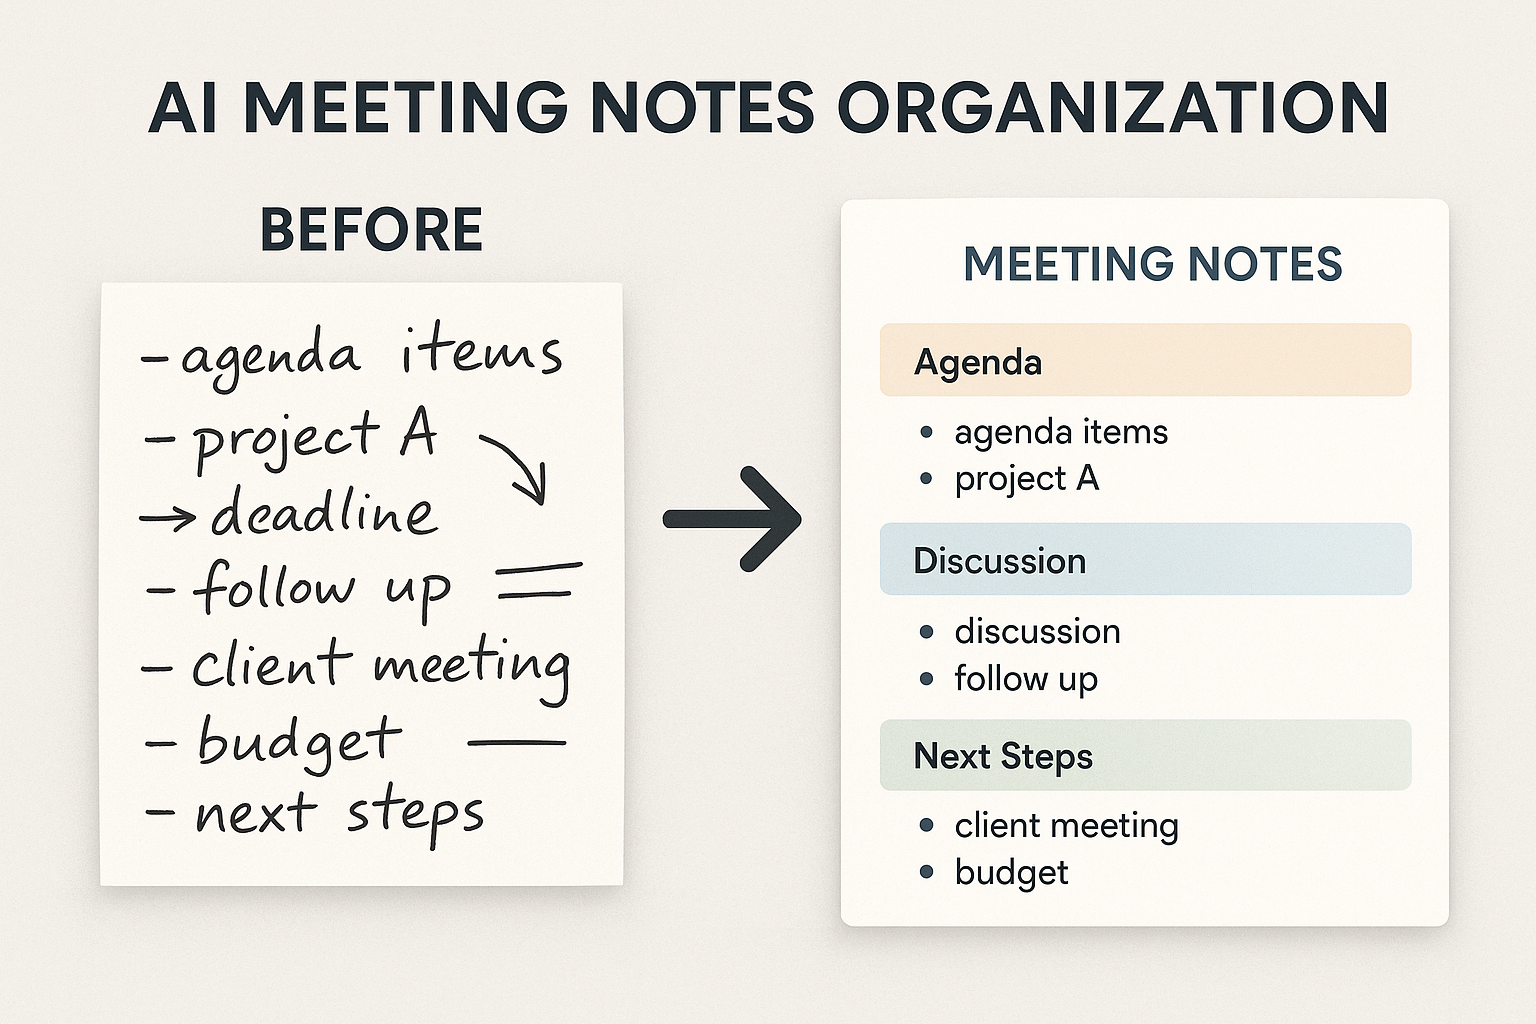 AI MEETING NOTES ORGANIZATION
BEFORE
- agenda items
- project A
→ deadline
- follow up
- client meeting
- budget
- next steps
MEETING NOTES
Agenda
• agenda items
• project A
Discussion
• discussion
• follow up
Next Steps
• client meeting
• budget